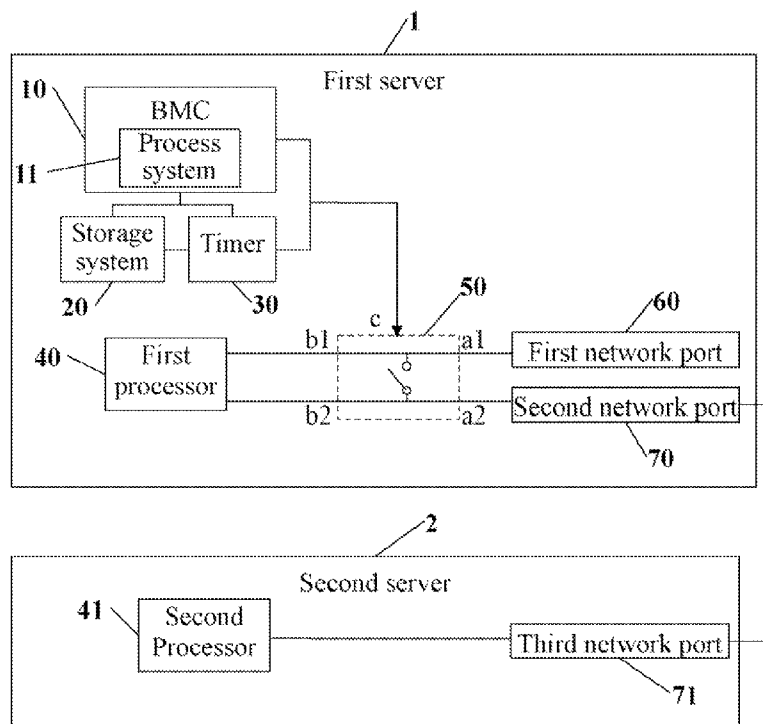 1
First server
10
BMC
Process
system
11
Storage
system
Timer
20
30
50
c
60
b1
a1
First network port
40
First
processor
b2
a2
Second network port
70
2
Second server
41
Second
Processor
Third network port
71